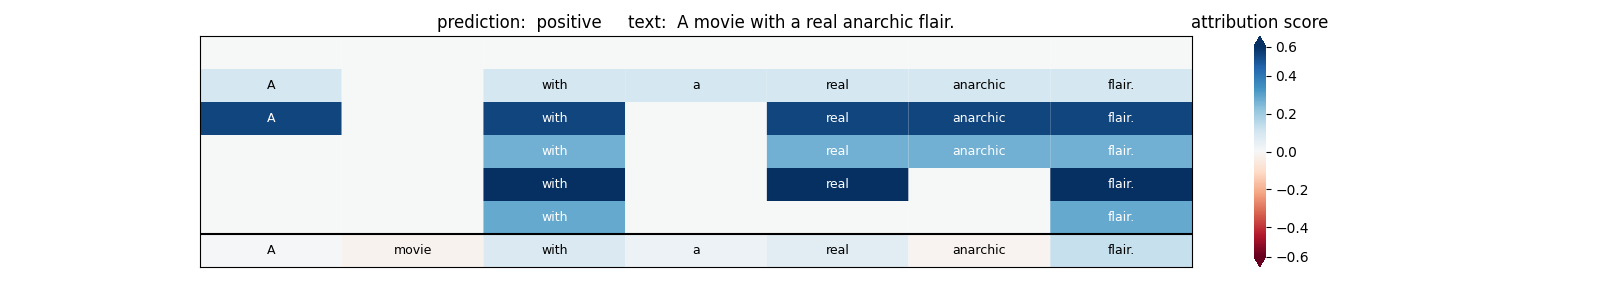 prediction:  positive     text:  A movie with a real anarchic flair.
attribution score
A with a real anarchic flair.
A with real anarchic flair.
with real anarchic flair.
with real flair.
with flair.
A movie with a real anarchic flair.
0.6
0.4
0.2
0.0
−0.2
−0.4
−0.6